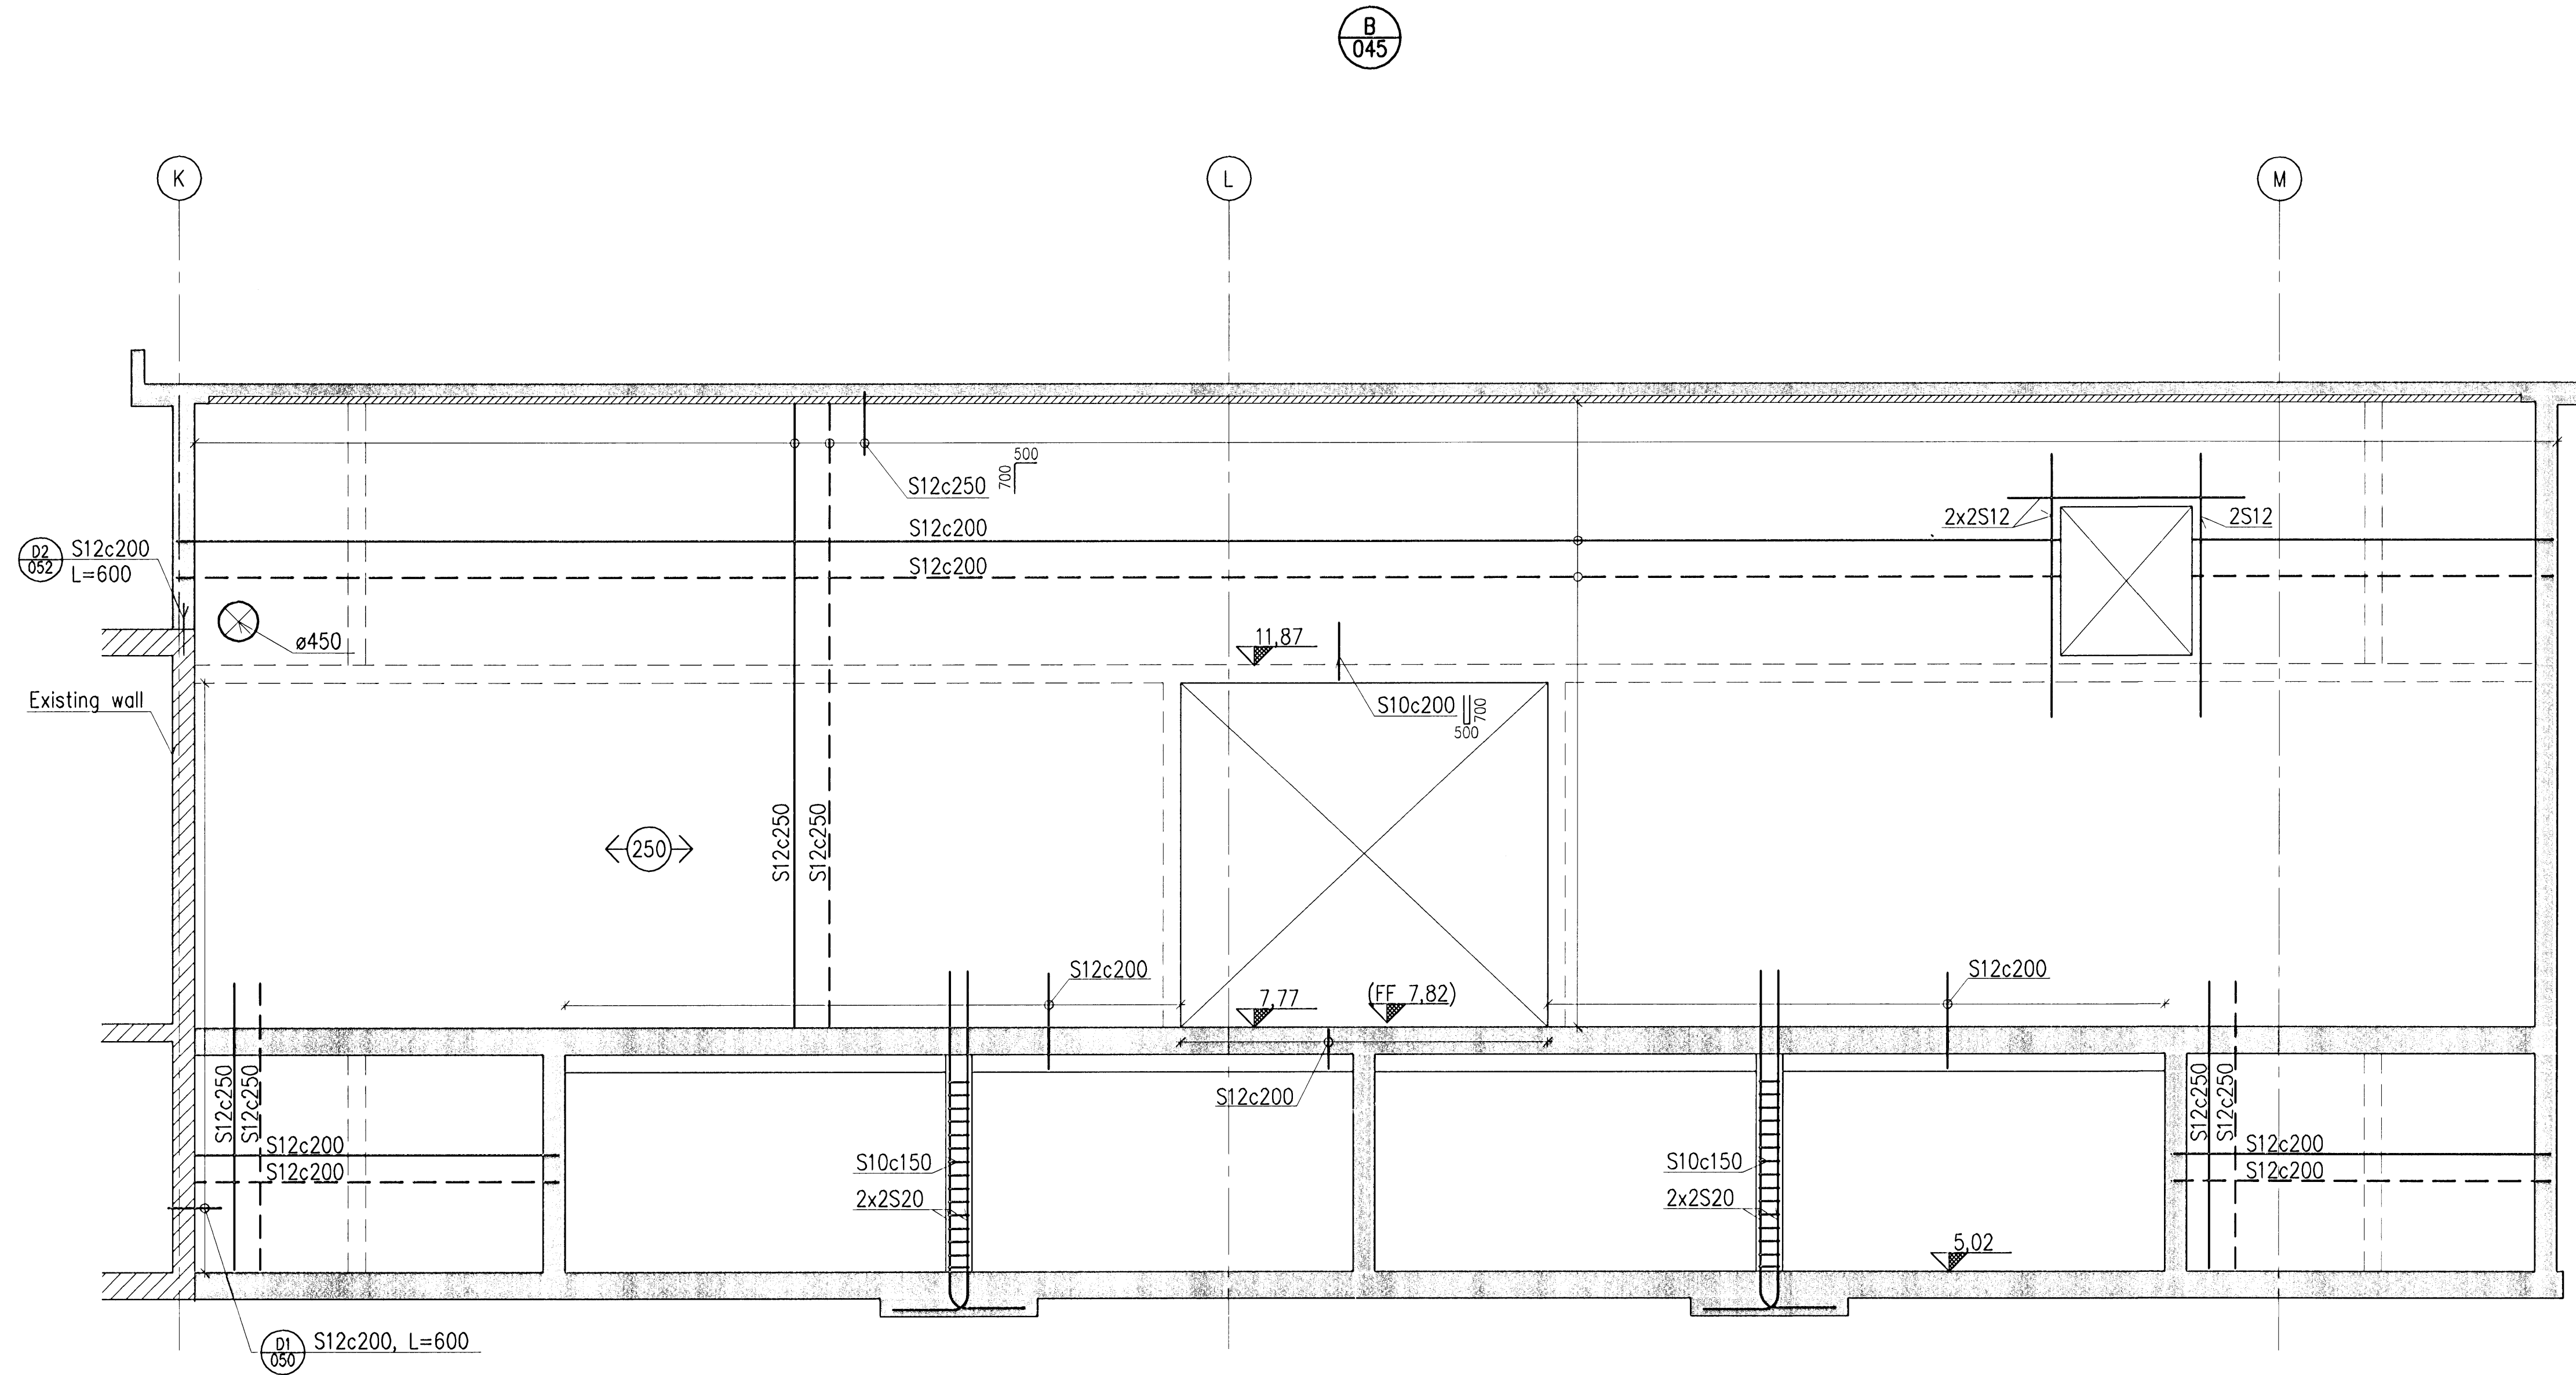 B
045
K
L
M
500
700
S12c250
S12c200
S12c200
2x2S12
2S12
D2
052
S12c200
L=600
ø450
11,87
Existing wall
S10c200
700
500
250
S12c250
S12c250
S12c200
7,77
(FF 7,82)
S12c200
S12c200
S12c250
S12c250
S12c200
S12c200
S10c150
2x2S20
S10c150
2x2S20
S12c250
S12c250
S12c200
S12c200
5,02
D1
050
S12c200, L=600